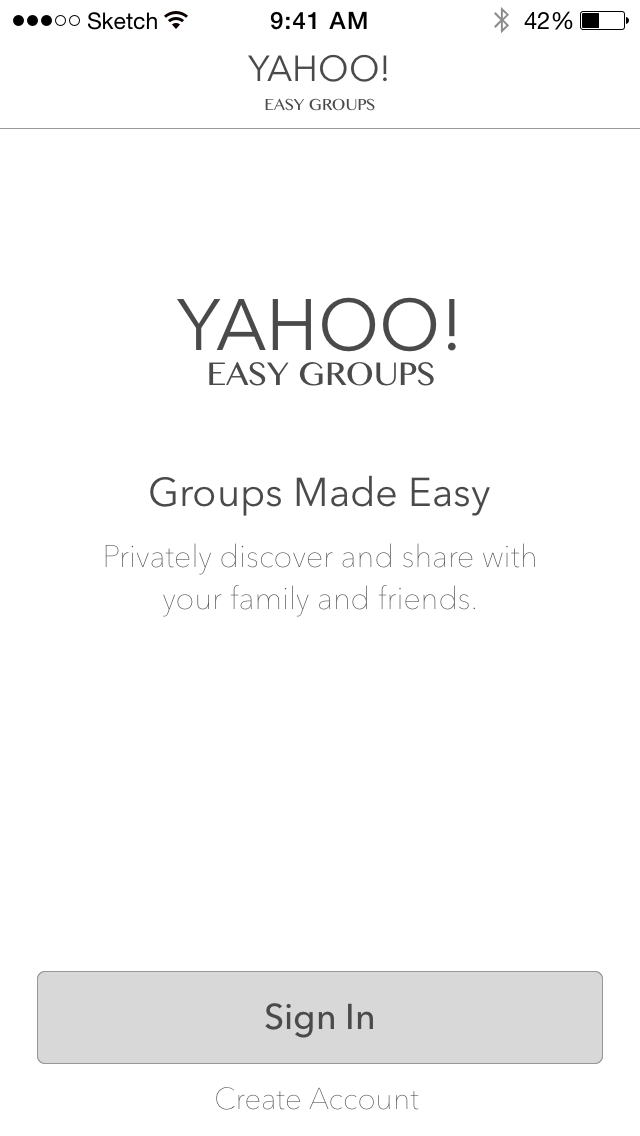 Sketch 9:41 AM 42%
YAHOO!
EASY GROUPS
YAHOO!
EASY GROUPS
Groups Made Easy
Privately discover and share with
your family and friends.
Sign In
Create Account